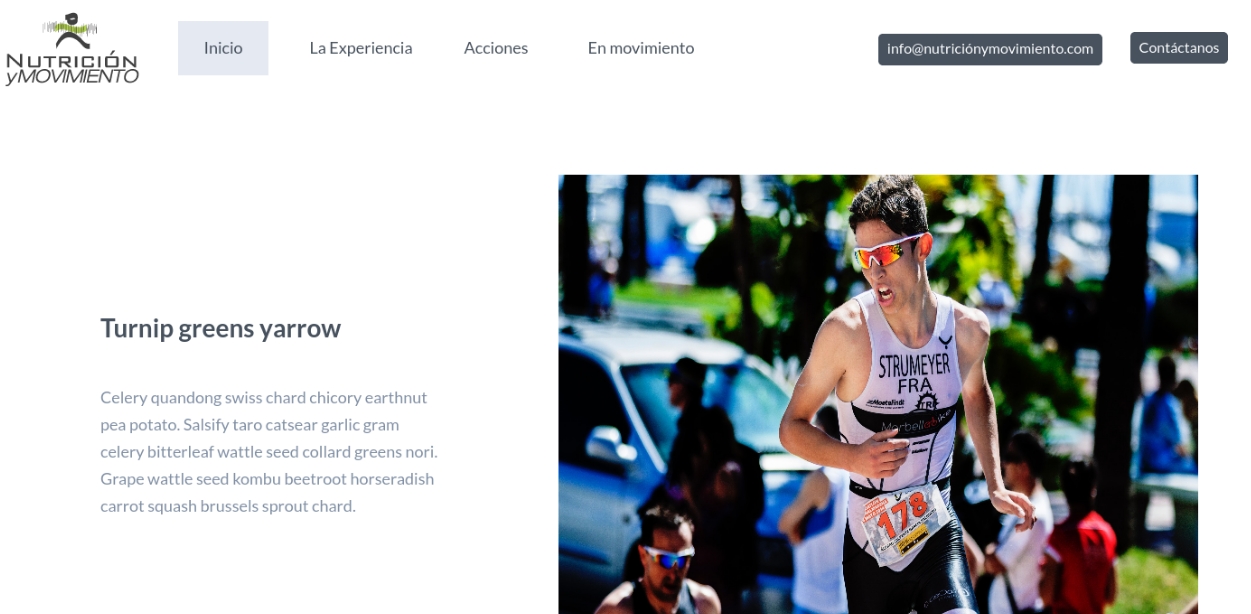 NUTRICIÓN
yMOVIMIENTO
Inicio
La Experiencia
Acciones
En movimiento
info@nutriciónymovimiento.com
Contáctanos
Turnip greens yarrow
Celery quandong swiss chard chicory earthnut
pea potato. Salsify taro catsear garlic gram
celery bitterleaf wattle seed collard greens nori.
Grape wattle seed kombu beetroot horseradish
carrot squash brussels sprout chard.
STRUMEYER
FRA
TRI
178